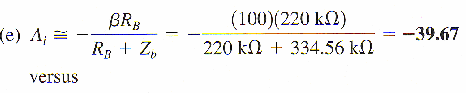 (e) A_i ≅ − βR_B / (R_B + Z_b) = − (100)(220 kΩ) / (220 kΩ + 334.56 kΩ) = −39.67
versus